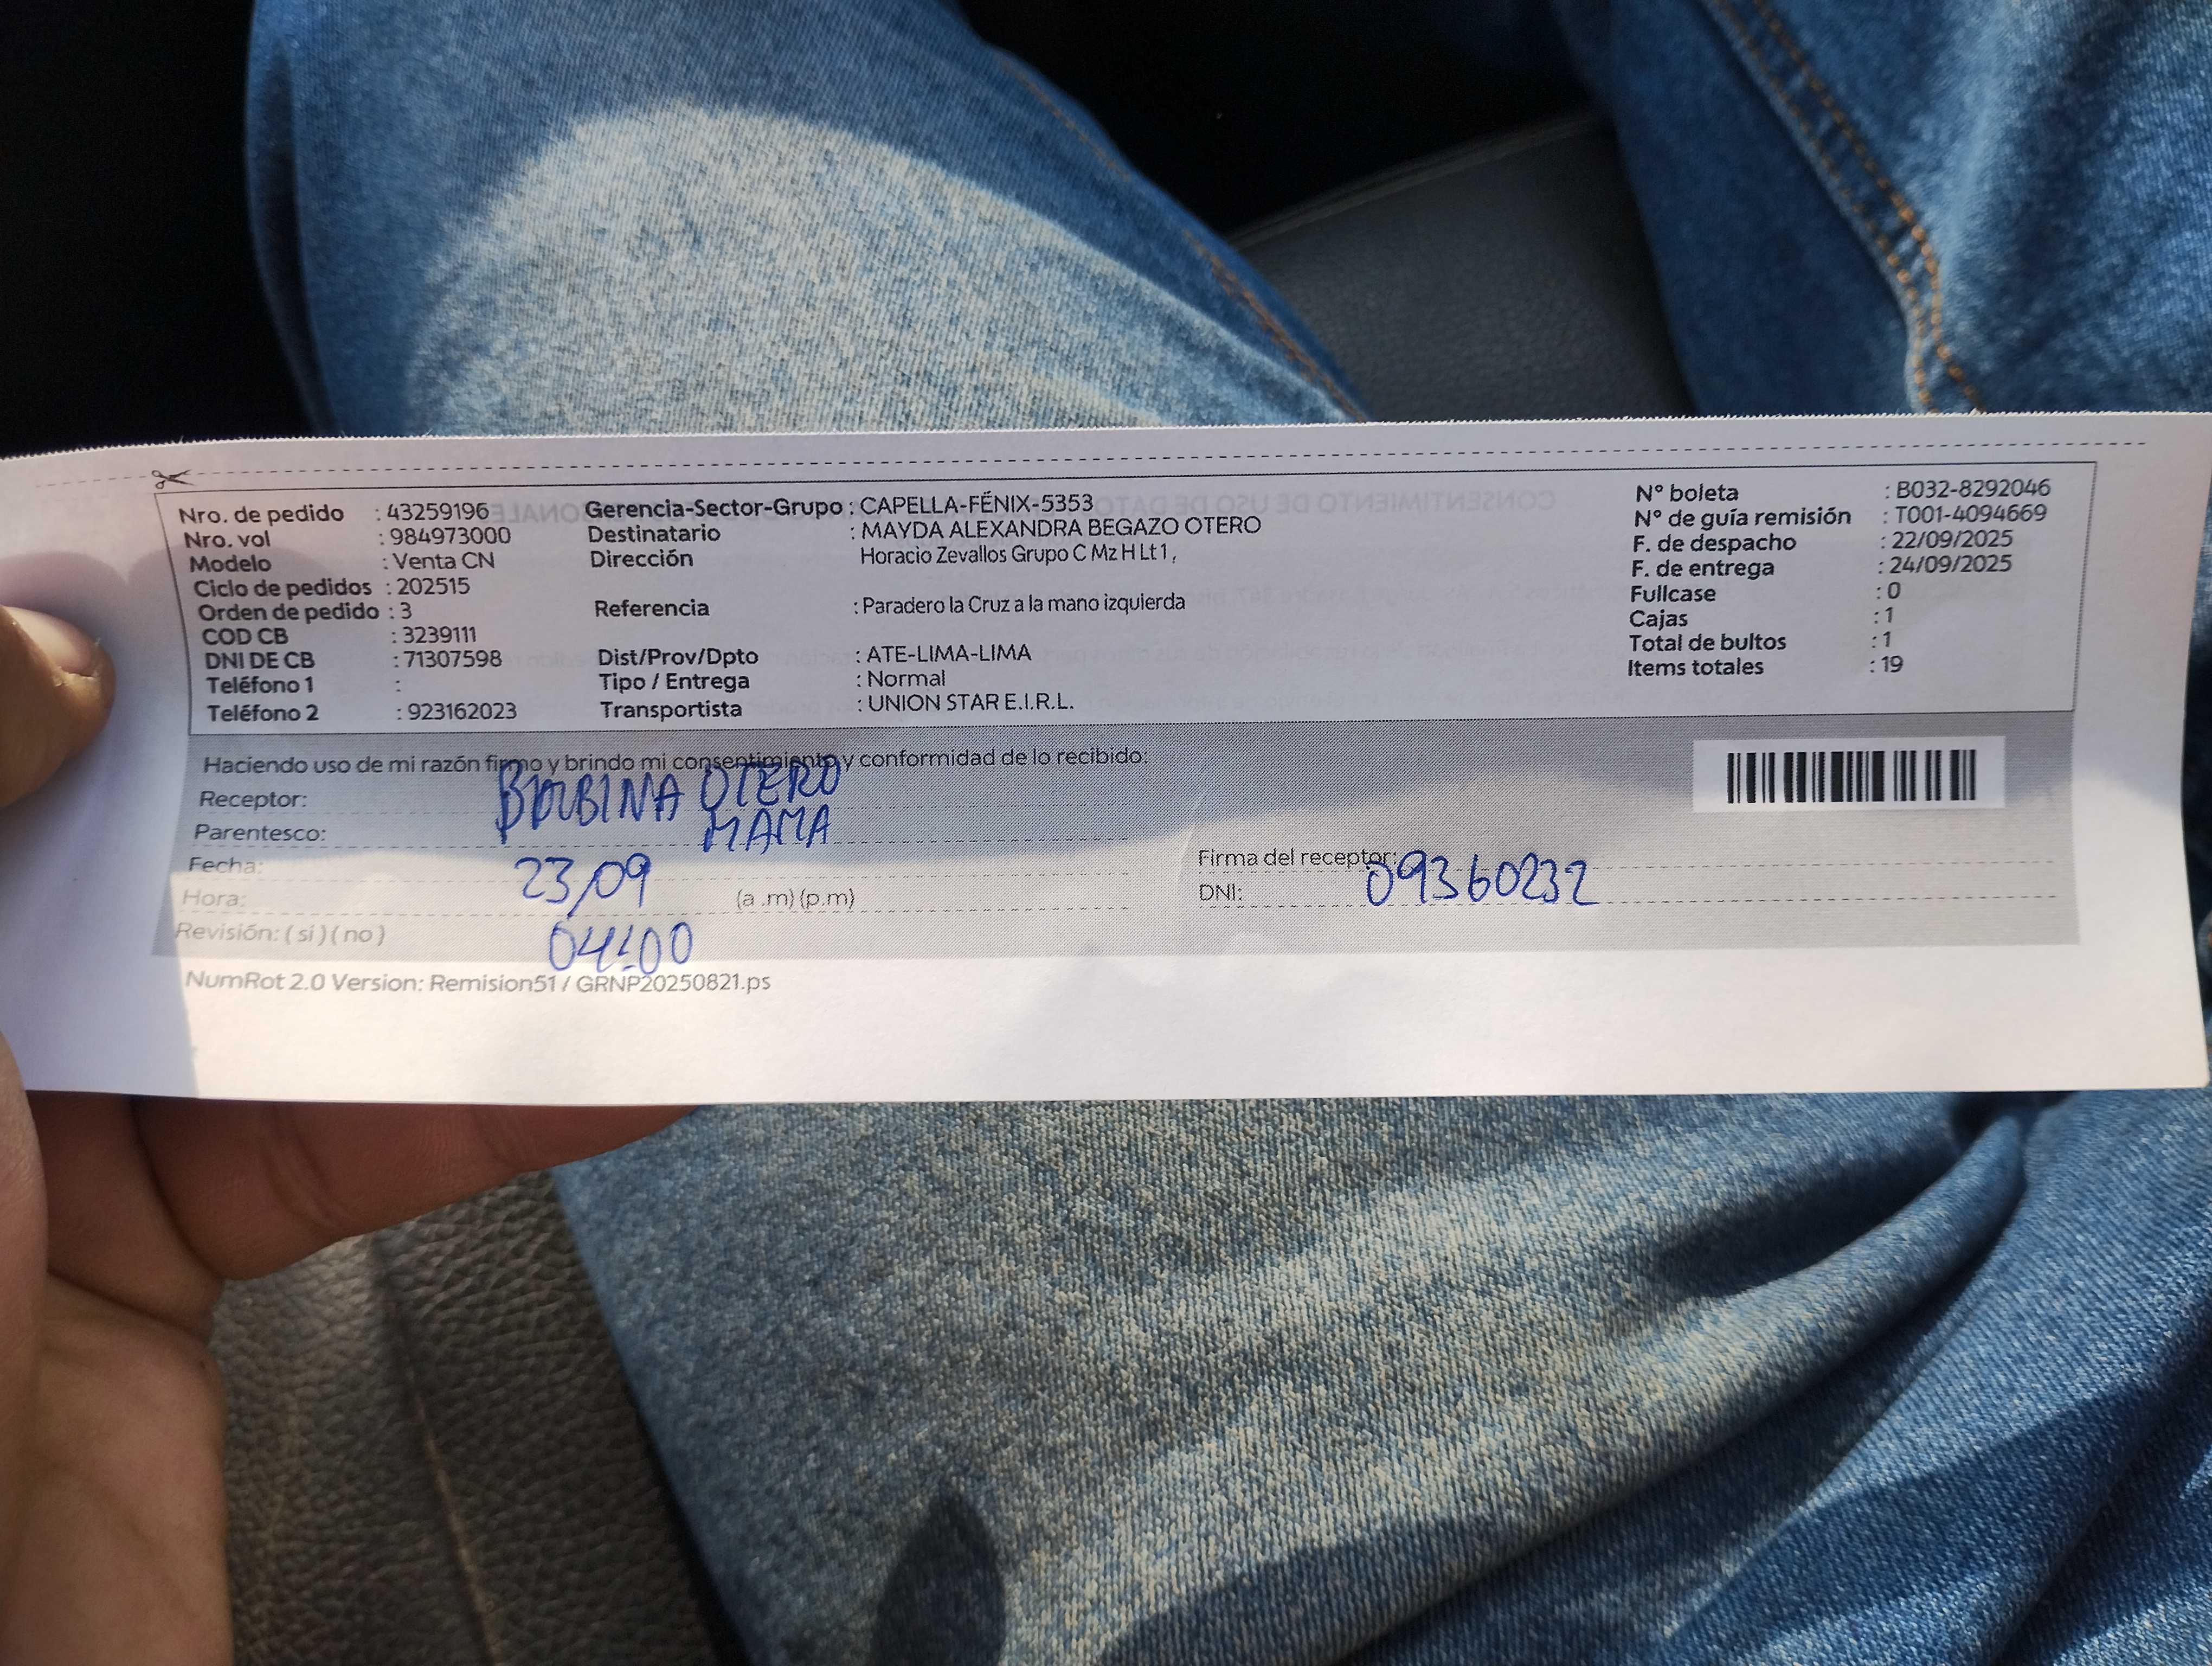 Nro. de pedido : 43259196 Gerencia-Sector-Grupo : CAPELLA-FÉNIX-5353 N° boleta : B032-8292046
Nro. vol : 984973000 Destinatario : MAYDA ALEXANDRA BEGAZO OTERO N° de guía remisión : T001-4094669
Modelo : Venta CN Dirección Horacio Zevallos Grupo C Mz H Lt 1, F. de despacho : 22/09/2025
Ciclo de pedidos : 202515 F. de entrega : 24/09/2025
Orden de pedido : 3 Referencia : Paradero la Cruz a la mano izquierda Fullcase : 0
COD CB : 3239111 Cajas : 1
DNI DE CB : 71307598 Dist/Prov/Dpto : ATE-LIMA-LIMA Total de bultos : 1
Teléfono 1 : Tipo / Entrega : Normal Items totales : 19
Teléfono 2 : 923162023 Transportista : UNION STAR E.I.R.L.
Haciendo uso de mi razón firmo y brindo mi consentimiento y conformidad de lo recibido:
Receptor: OTERO
Parentesco: MAMA
Fecha: 23/09 Firma del receptor:
Hora: (a .m) (p.m) DNI: 09360232
Revisión: ( si ) ( no ) 04:00
NumRot 2.0 Version: Remision51 / GRNP20250821.ps